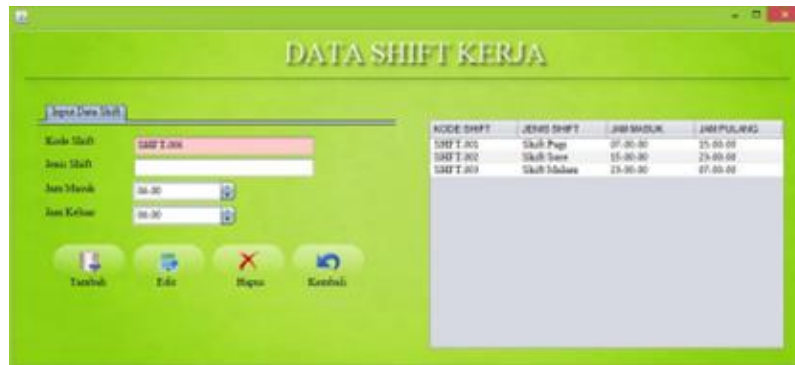 DATA SHIFT KERJA
Input Data Shift
Kode Shift SHIFT.004
Jenis Shift
Jam Masuk 06:00
Jam Keluar 06:00
Tambah Edit Hapus Kembali
KODE SHIFT JENIS SHIFT JAM MASUK JAM PULANG
SHIFT.001 Shift Pagi 07:00:00 15:00:00
SHIFT.002 Shift Sore 15:00:00 23:00:00
SHIFT.003 Shift Malam 23:00:00 07:00:00